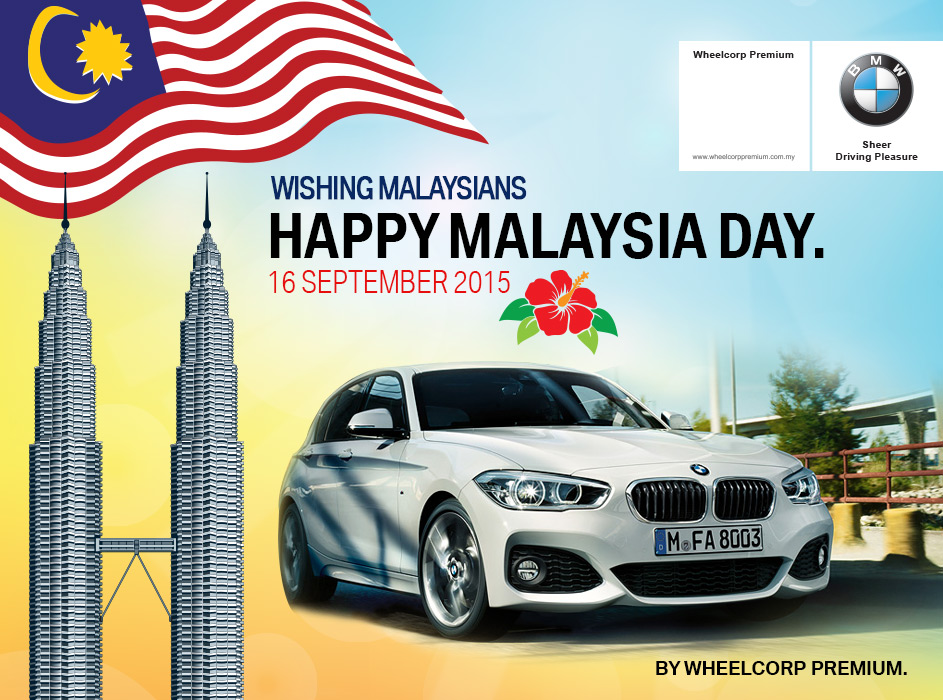 Wheelcorp Premium
www.wheelcorppremium.com.my
BMW
Sheer
Driving Pleasure
WISHING MALAYSIANS
HAPPY MALAYSIA DAY.
16 SEPTEMBER 2015
M FA 8003
BY WHEELCORP PREMIUM.